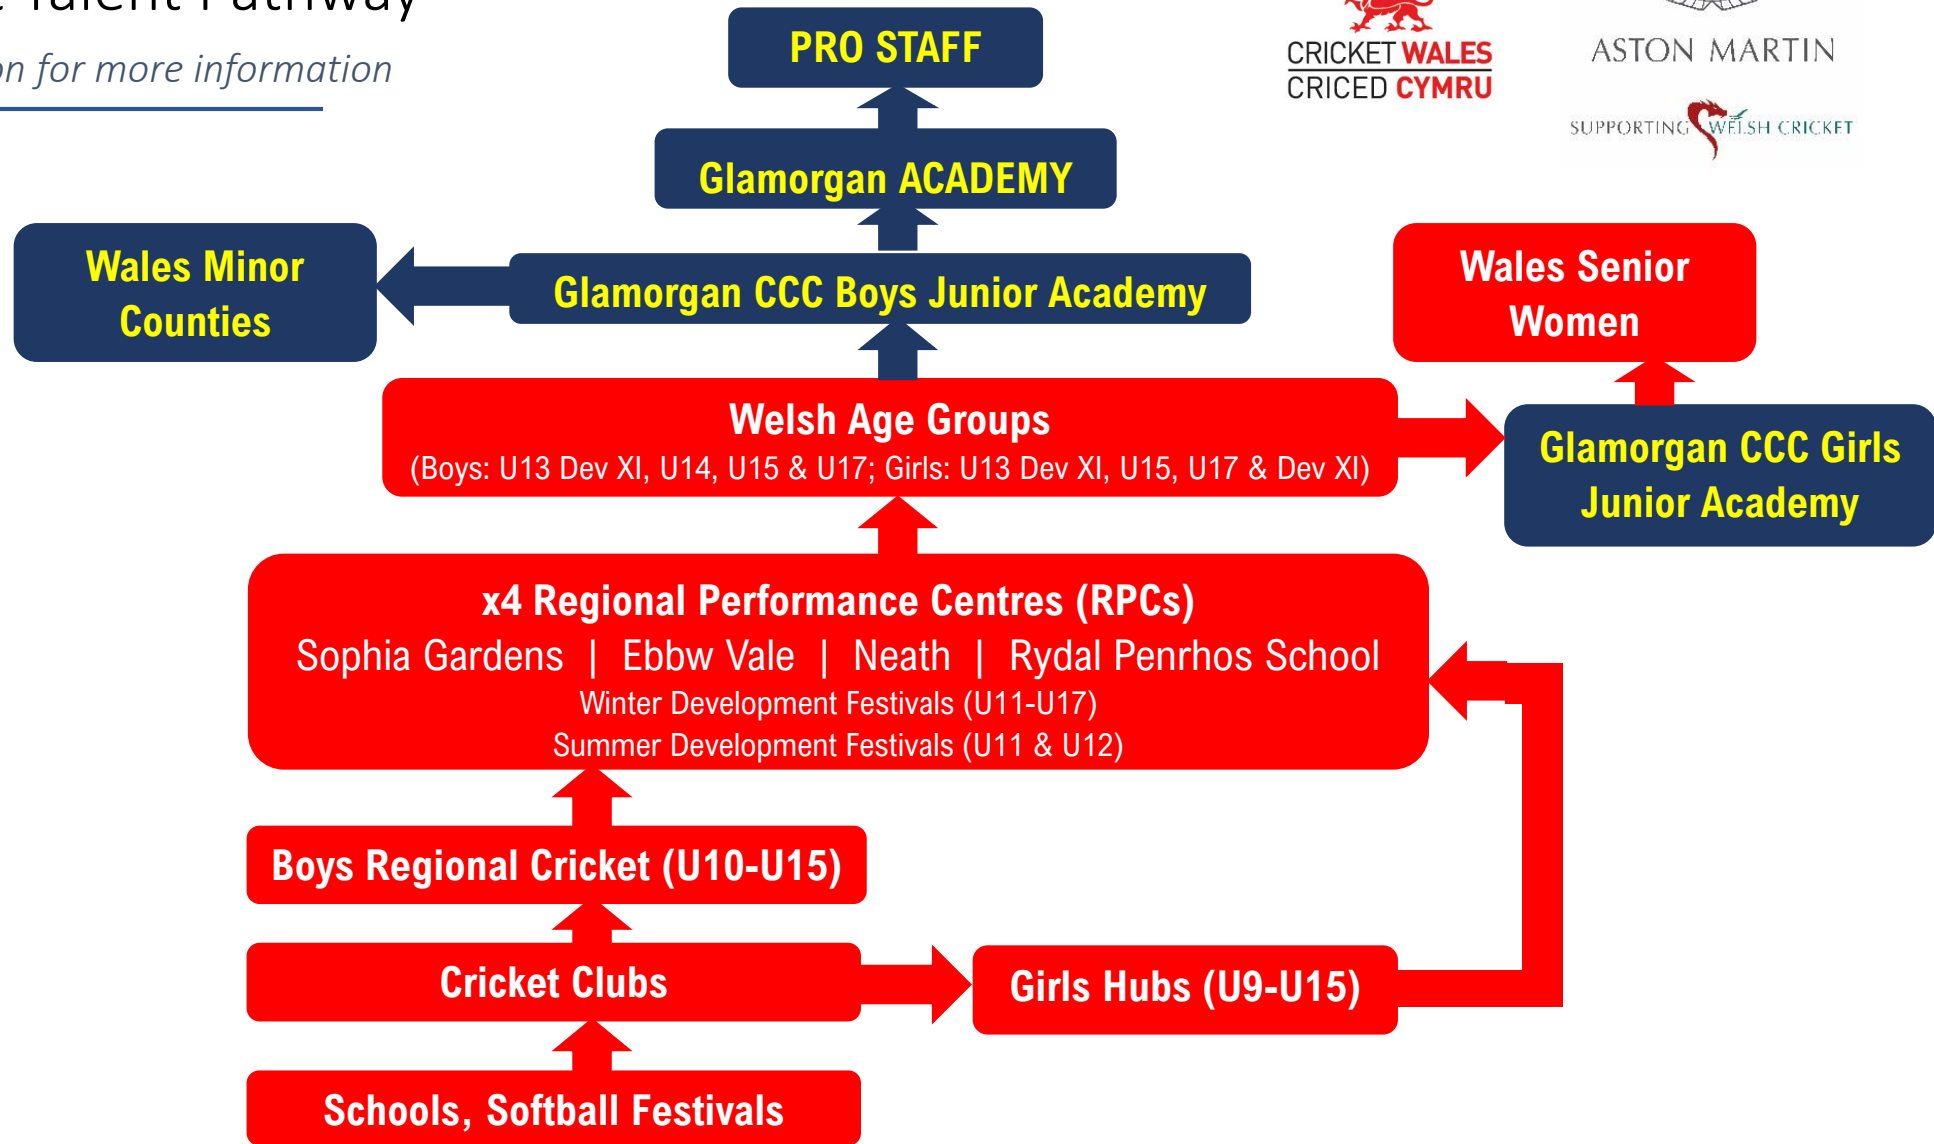 Talent Pathway
on for more information
PRO STAFF
CRICKET WALES
CRICED CYMRU
ASTON MARTIN
SUPPORTING WELSH CRICKET
Glamorgan ACADEMY
Wales Minor
Counties
Glamorgan CCC Boys Junior Academy
Wales Senior
Women
Welsh Age Groups
(Boys: U13 Dev XI, U14, U15 & U17; Girls: U13 Dev XI, U15, U17 & Dev XI)
Glamorgan CCC Girls
Junior Academy
x4 Regional Performance Centres (RPCs)
Sophia Gardens | Ebbw Vale | Neath | Rydal Penrhos School
Winter Development Festivals (U11-U17)
Summer Development Festivals (U11 & U12)
Boys Regional Cricket (U10-U15)
Cricket Clubs
Girls Hubs (U9-U15)
Schools, Softball Festivals